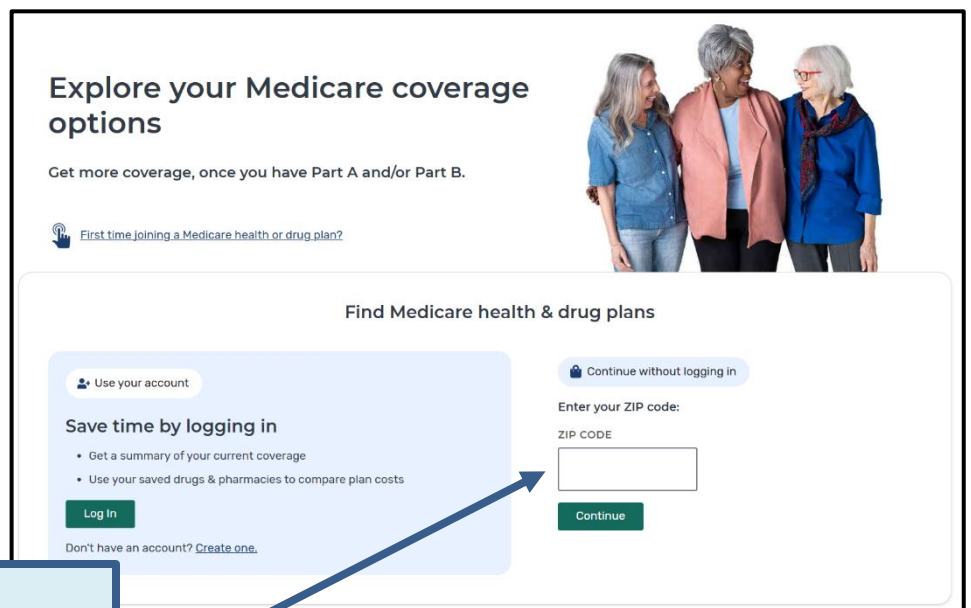 Explore your Medicare coverage
options
Get more coverage, once you have Part A and/or Part B.
First time joining a Medicare health or drug plan?
Find Medicare health & drug plans
Use your account
Save time by logging in
• Get a summary of your current coverage
• Use your saved drugs & pharmacies to compare plan costs
Log In
Don't have an account? Create one.
Continue without logging in
Enter your ZIP code:
ZIP CODE
Continue